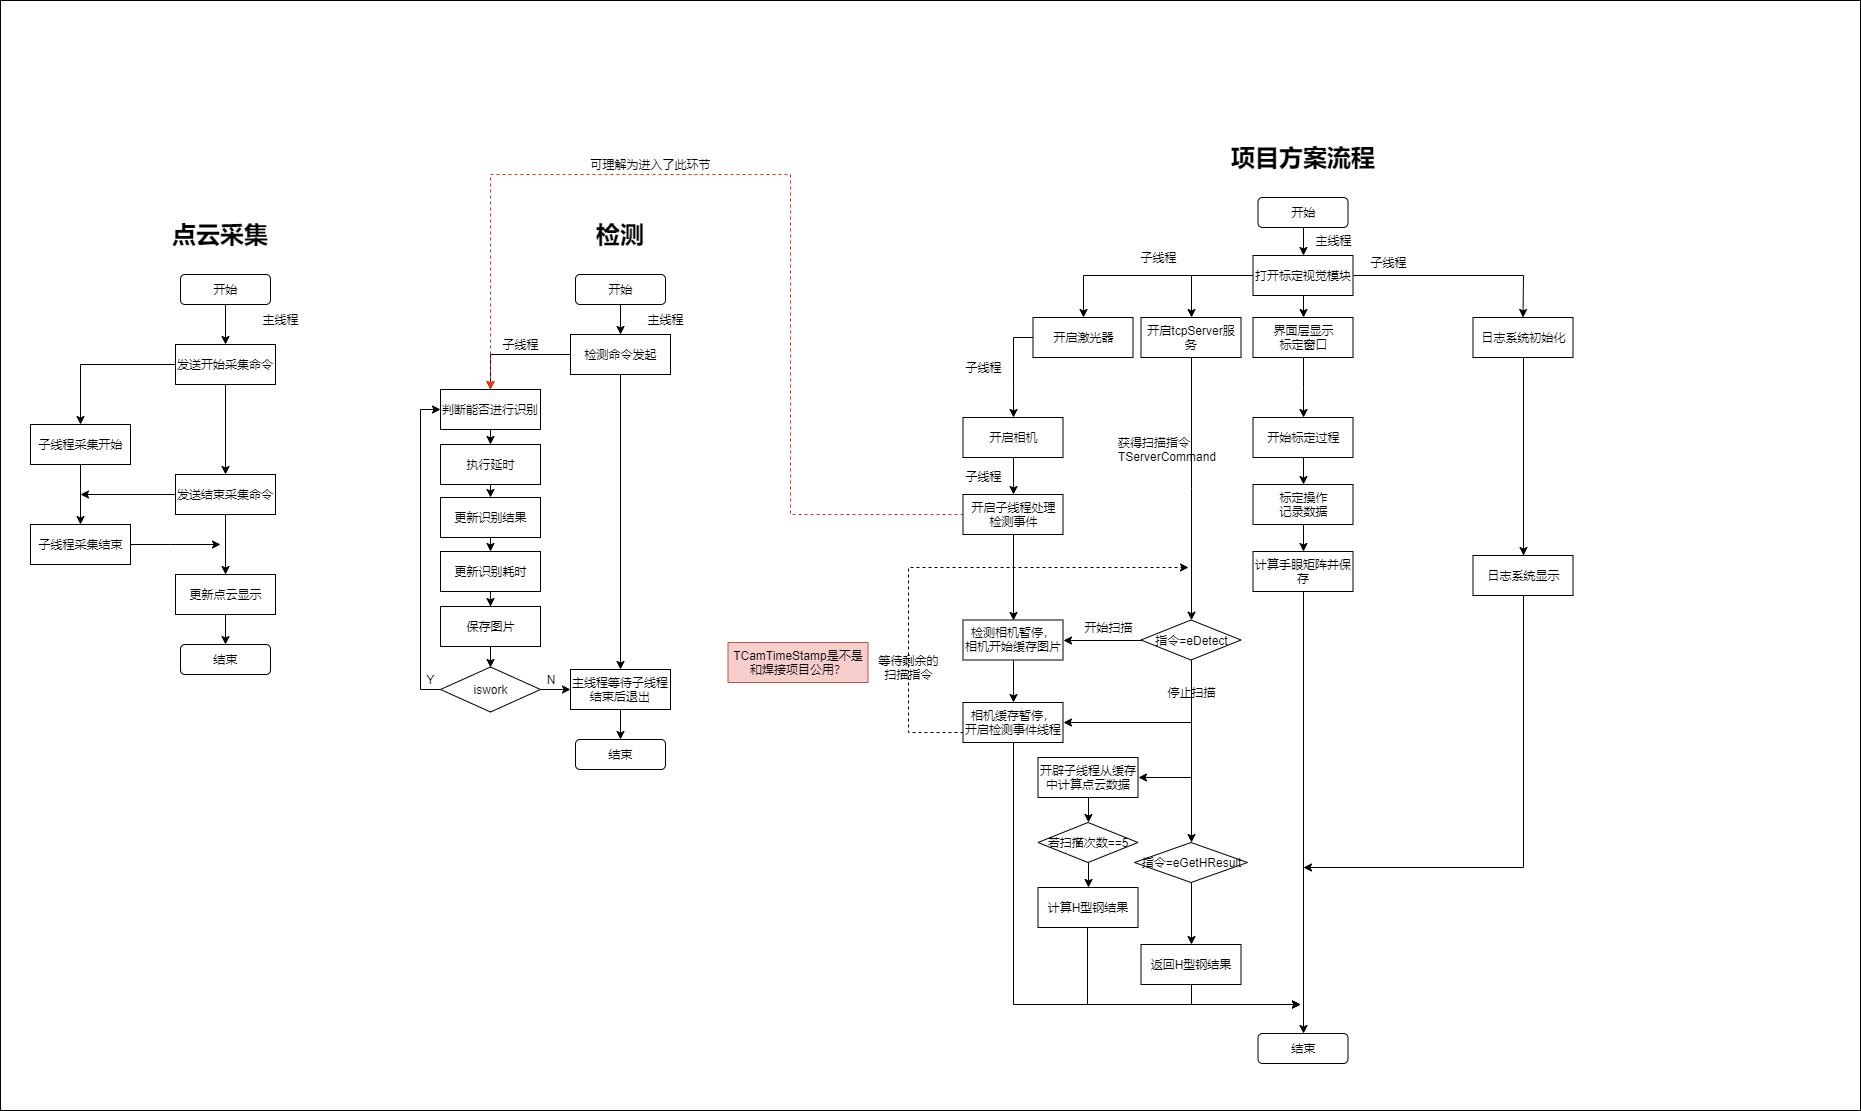 点云采集
开始
主线程
发送开始采集命令
子线程采集开始
发送结束采集命令
子线程采集结束
更新点云显示
结束
可理解为进入了此环节
检测
开始
主线程
子线程
检测命令发起
判断能否进行识别
执行延时
更新识别结果
更新识别耗时
保存图片
Y
iswork
N
主线程等待子线程
结束后退出
结束
项目方案流程
开始
主线程
子线程
打开标定视觉模块
子线程
开启激光器
开启tcpServer服
务
界面层显示
标定窗口
日志系统初始化
子线程
开启相机
获得扫描指令
TServerCommand
开始标定过程
子线程
开启子线程处理
检测事件
标定操作
记录数据
计算手眼矩阵并保
存
日志系统显示
检测相机暂停，
相机开始缓存图片
开始扫描
指令=eDetect
TCamTimeStamp是不是
和焊接项目公用？
等待剩余的
扫描指令
停止扫描
相机缓存暂停，
开启检测事件线程
开辟子线程从缓存
中计算点云数据
若扫描次数==5
指令=eGetHResult
计算H型钢结果
返回H型钢结果
结束